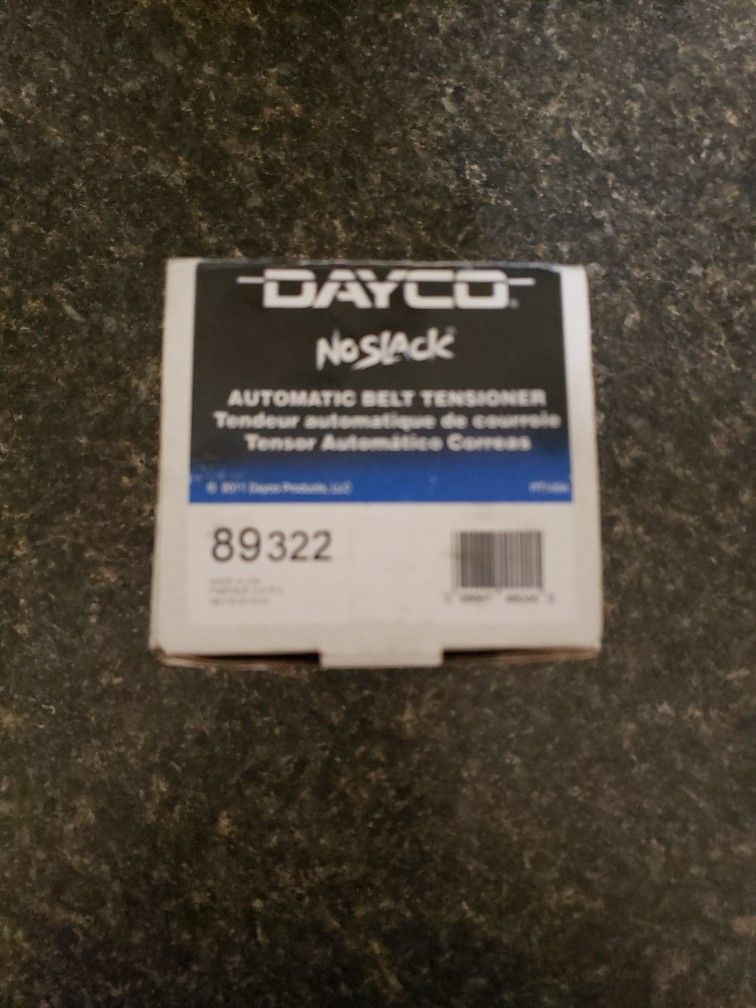 DAYCO
NoSlack
AUTOMATIC BELT TENSIONER
Tendeur automatique de courroie
Tensor Automático Correas
© 2011 Dayco Products, LLC
89322